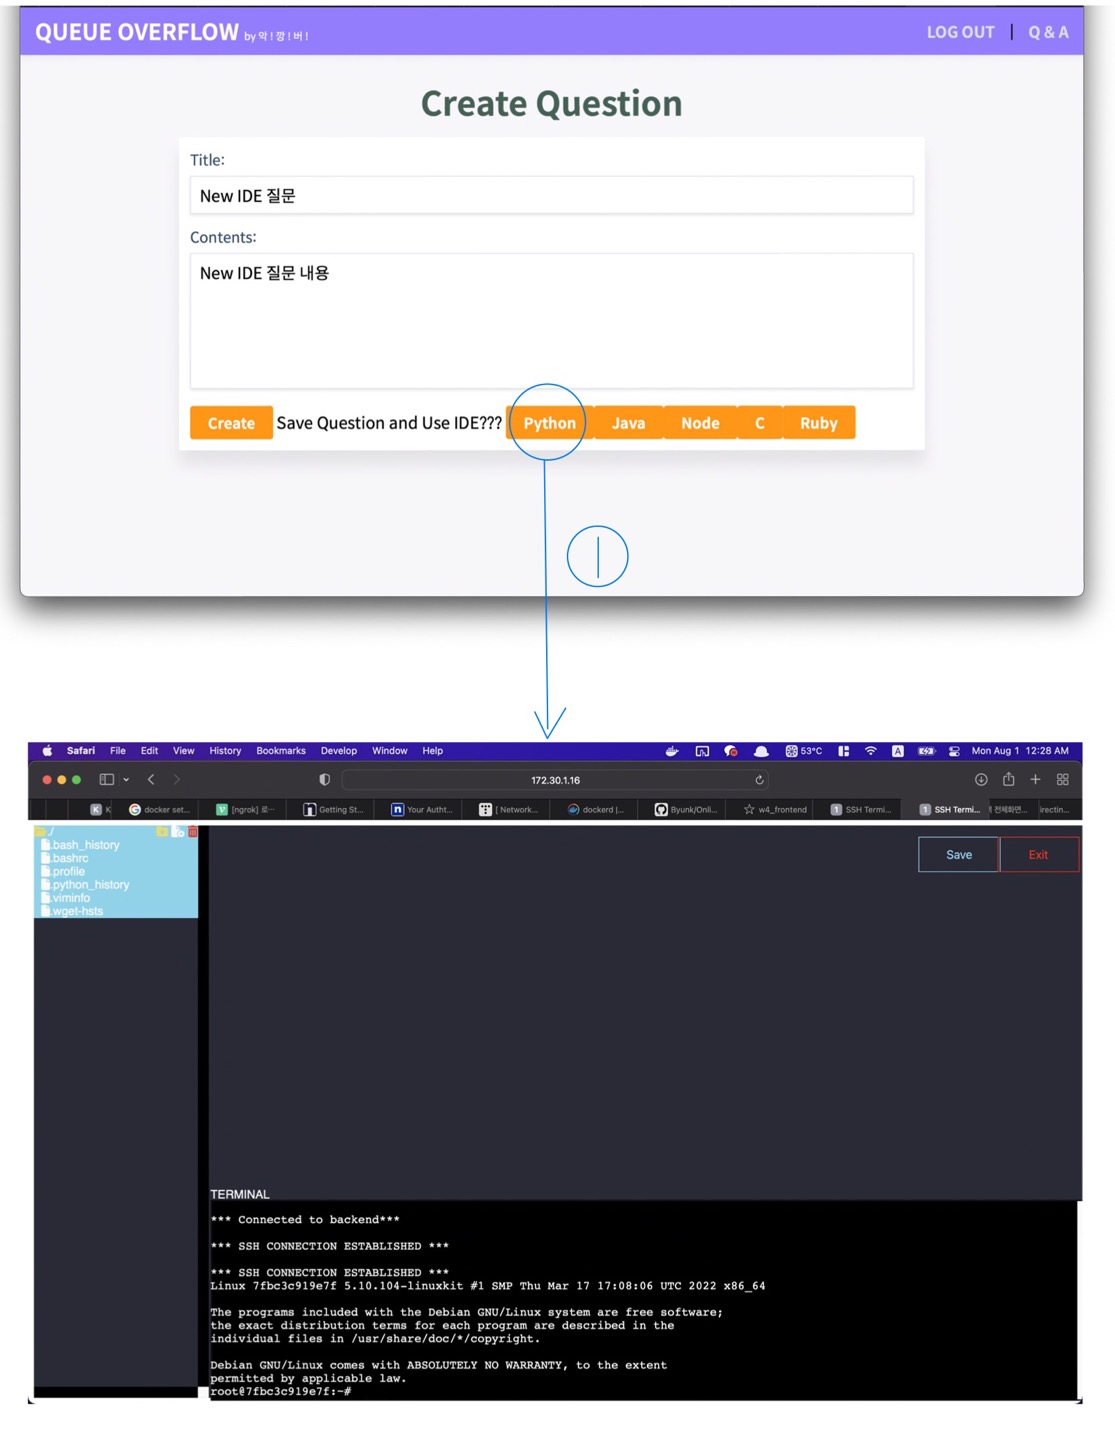 QUEUE OVERFLOW by 악!깡!버!
LOG OUT | Q & A
Create Question
Title:
New IDE 질문
Contents:
New IDE 질문 내용
Create Save Question and Use IDE??? Python Java Node C Ruby
1
Safari File Edit View History Bookmarks Develop Window Help 53°C A Mon Aug 1 12:28 AM
172.30.1.16
K K docker set... [ngrok] 로... Getting St... Your Autht... [ Network... dockerd |... Byunk/Onli... w4_frontend 1 SSH Termi... 1 SSH Termi... 전체화면... irectin...
./
.bash_history
.bashrc
.profile
.python_history
.viminfo
.wget-hsts
Save Exit
TERMINAL
*** Connected to backend***
*** SSH CONNECTION ESTABLISHED ***
*** SSH CONNECTION ESTABLISHED ***
Linux 7fbc3c919e7f 5.10.104-linuxkit #1 SMP Thu Mar 17 17:08:06 UTC 2022 x86_64
The programs included with the Debian GNU/Linux system are free software;
the exact distribution terms for each program are described in the
individual files in /usr/share/doc/*/copyright.
Debian GNU/Linux comes with ABSOLUTELY NO WARRANTY, to the extent
permitted by applicable law.
root@7fbc3c919e7f:~#